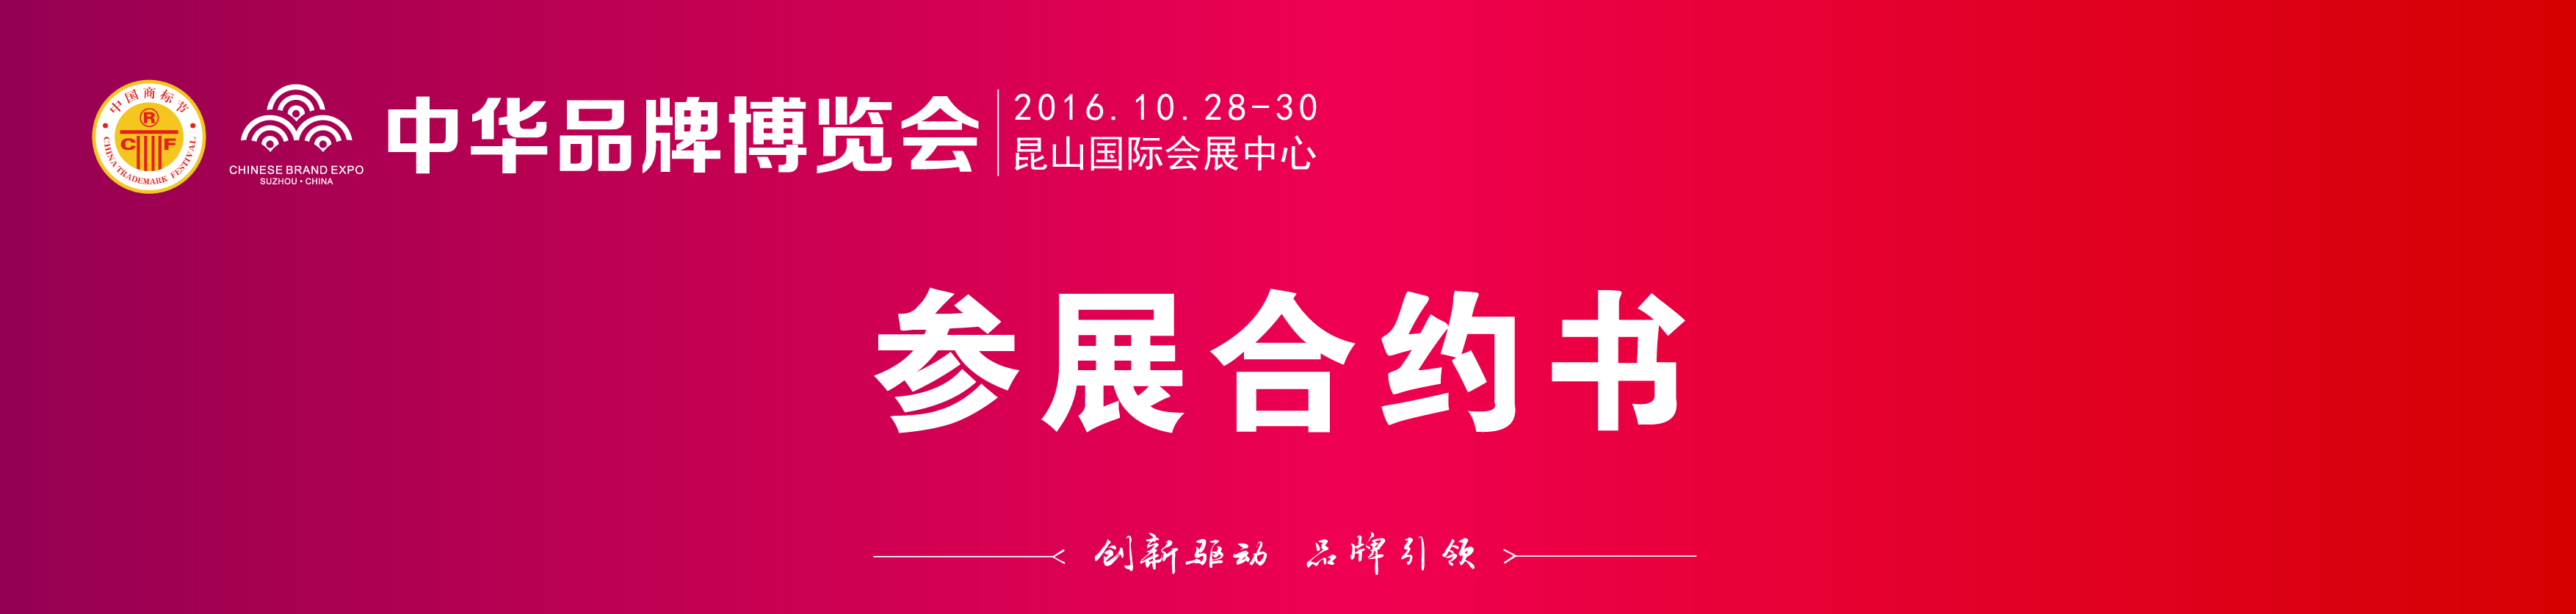 中国商标节
CTF
®
CHINA TRADEMARK FESTIVAL
CHINESE BRAND EXPO
SUZHOU·CHINA
中华品牌博览会
2016.10.28-30
昆山国际会展中心
参展合约书
创新驱动 品牌引领